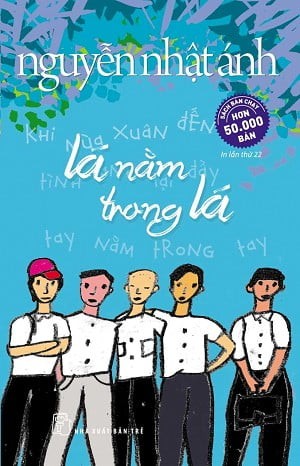 nguyễn nhật ánh
SÁCH BÁN CHẠY
HƠN
50.000
BẢN
In lần thứ 22
KHI MÙA XUÂN ĐẾN
lá nằm
TÌNH LẠI ĐẦY
trong lá
tay NẰM TRONG tay
NHÀ XUẤT BẢN TRẺ